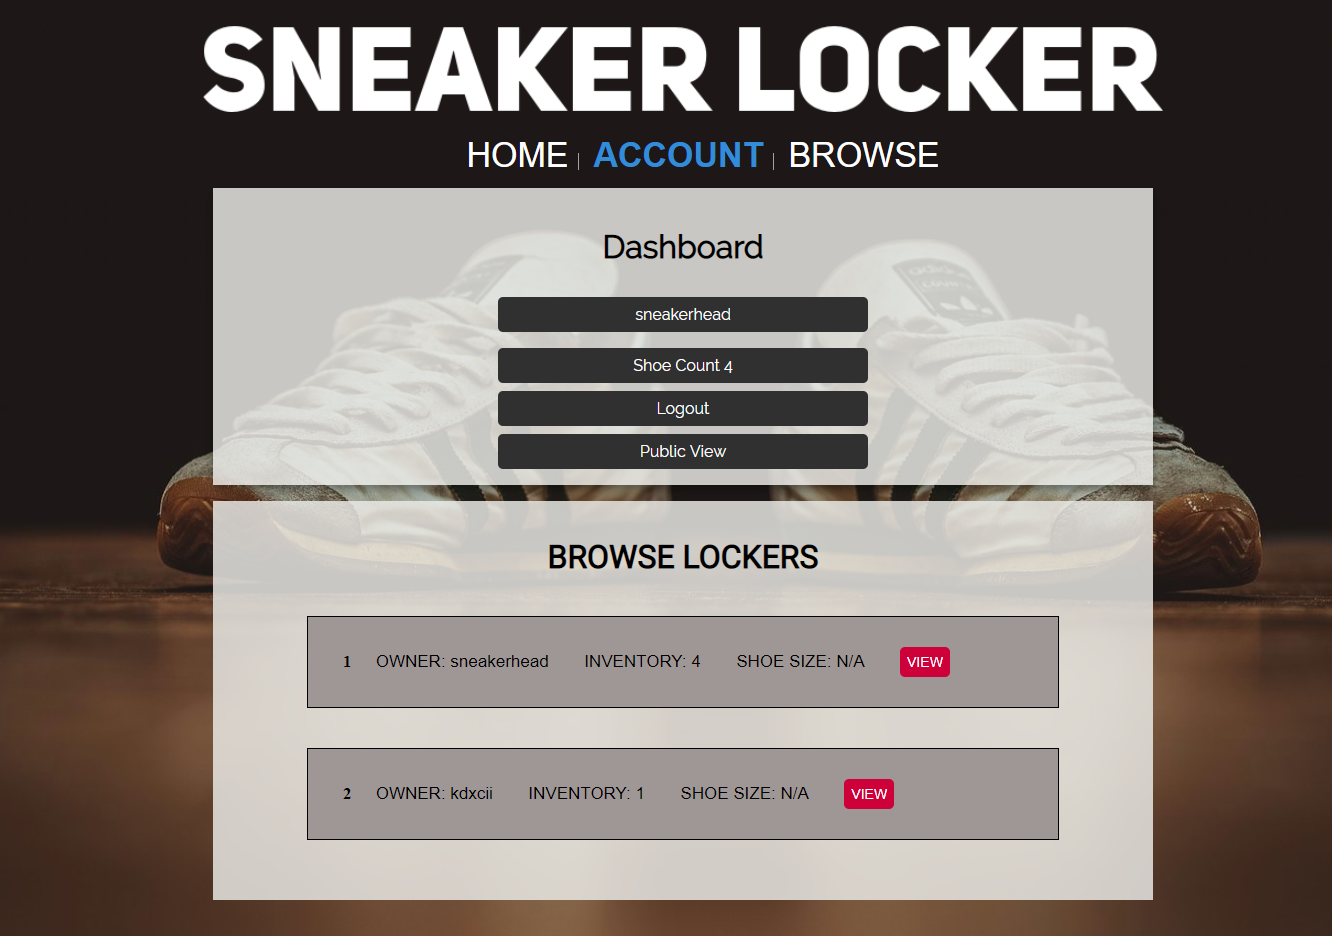 SNEAKER LOCKER
HOME | ACCOUNT | BROWSE
Dashboard
sneakerhead
Shoe Count 4
Logout
Public View
BROWSE LOCKERS
1 OWNER: sneakerhead INVENTORY: 4 SHOE SIZE: N/A VIEW
2 OWNER: kdxcii INVENTORY: 1 SHOE SIZE: N/A VIEW